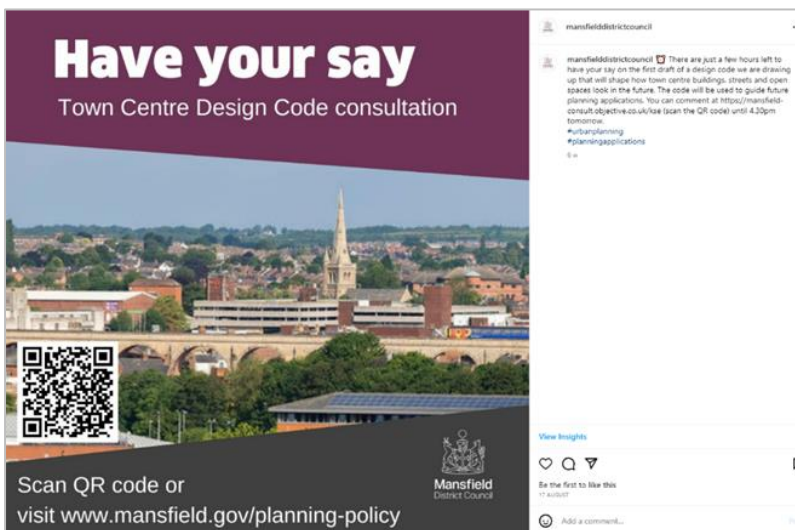 Have your say
Town Centre Design Code consultation
Mansfield
District Council
Scan QR code or
visit www.mansfield.gov/planning-policy
mansfielddistrictcouncil
mansfielddistrictcouncil ⏰ There are just a few hours left to
have your say on the first draft of a design code we are drawing
up that will shape how town centre buildings, streets and open
spaces look in the future. The code will be used to guide future
planning applications. You can comment at https://mansfield-
consult.objective.co.uk/kse (scan the QR code) until 4.30pm
tomorrow.
#urbanplanning
#planningapplications
View Insights
Be the first to like this
17 AUGUST
Add a comment...